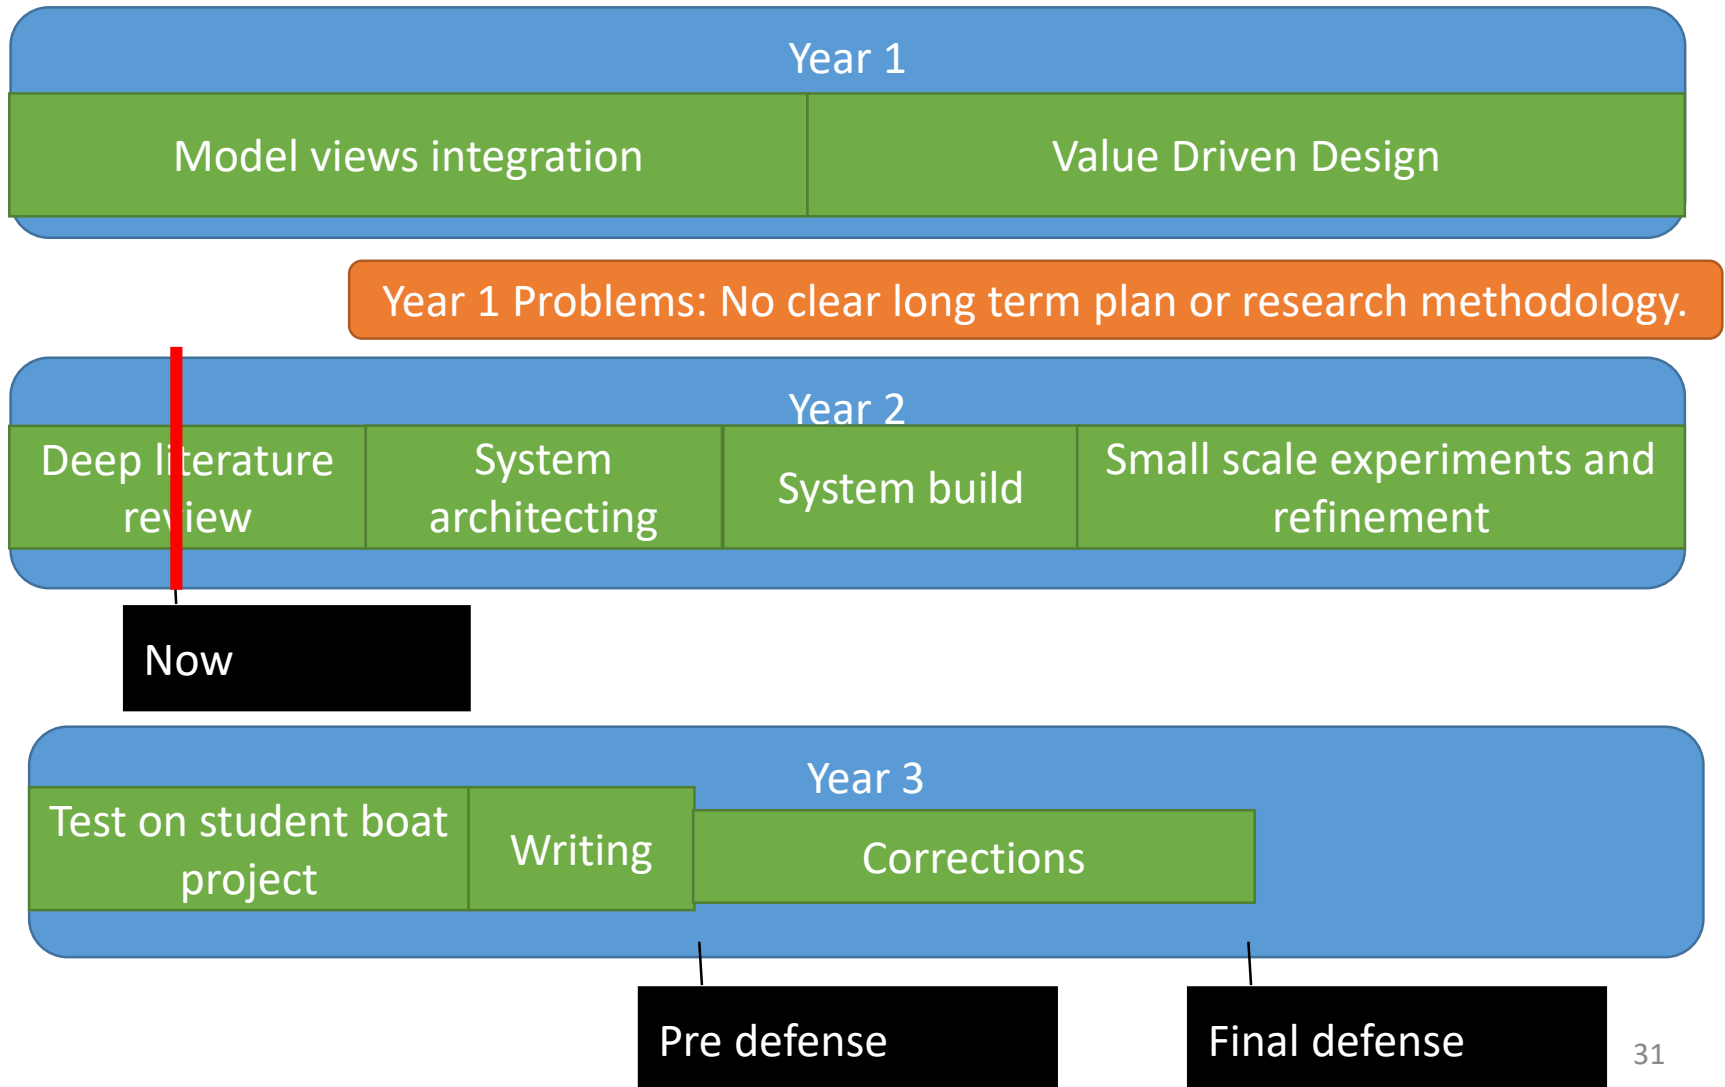 Year 1
Model views integration
Value Driven Design
Year 1 Problems: No clear long term plan or research methodology.
Year 2
Deep literature
review
System
architecting
System build
Small scale experiments and
refinement
Now
Year 3
Test on student boat
project
Writing
Corrections
Pre defense
Final defense
31